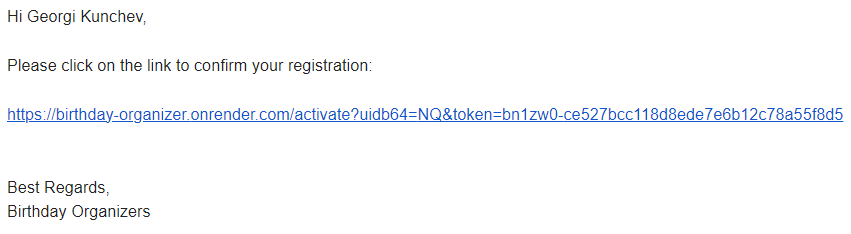 Hi Georgi Kunchev,
Please click on the link to confirm your registration:
https://birthday-organizer.onrender.com/activate?uidb64=NQ&token=bn1zw0-ce527bcc118d8ede7e6b12c78a55f8d5
Best Regards,
Birthday Organizers